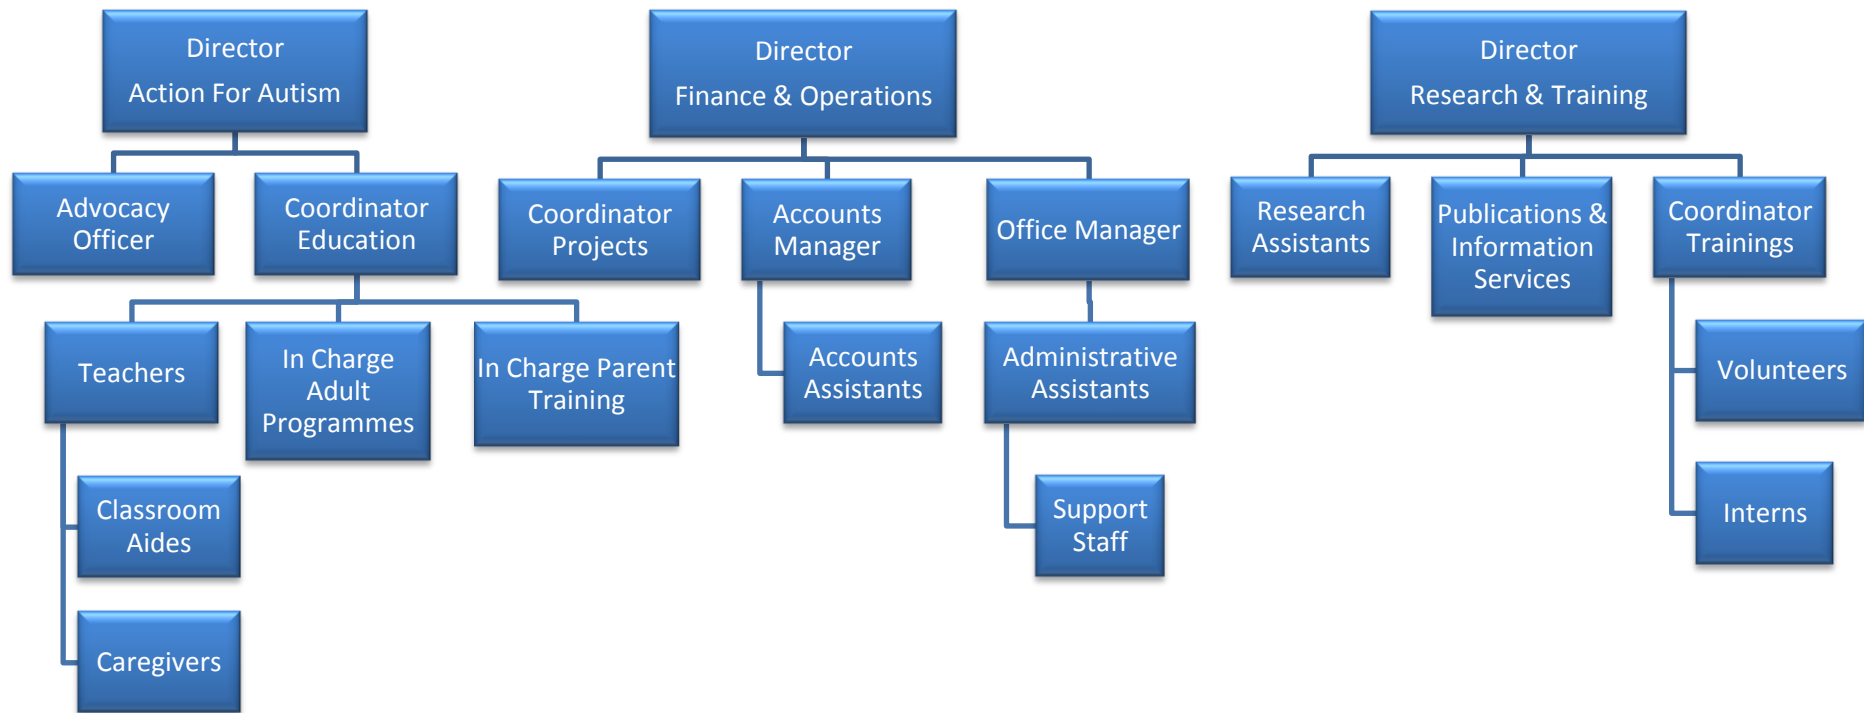 Director
Action For Autism
Director
Finance & Operations
Director
Research & Training
Advocacy
Officer
Coordinator
Education
Coordinator
Projects
Accounts
Manager
Office Manager
Research
Assistants
Publications &
Information
Services
Coordinator
Trainings
Teachers
In Charge
Adult
Programmes
In Charge Parent
Training
Accounts
Assistants
Administrative
Assistants
Volunteers
Classroom
Aides
Support
Staff
Interns
Caregivers